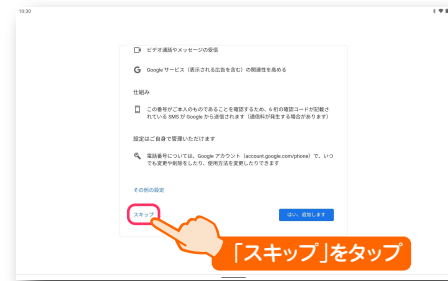 10:30
ビデオ通話やメッセージの受信
Google サービス（表示される広告を含む）の関連性を高める
仕組み
この番号がご本人のものであることを確認するため、6 桁の確認コードが記載さ
れている SMS が Google から送信されます（通信料が発生する場合があります）
設定はご自身で管理いただけます
電話番号については、Google アカウント（account.google.com/phone）で、いつ
でも変更や削除をしたり、使用方法を変更したりできます
その他の設定
スキップ
はい、追加します
「スキップ」をタップ